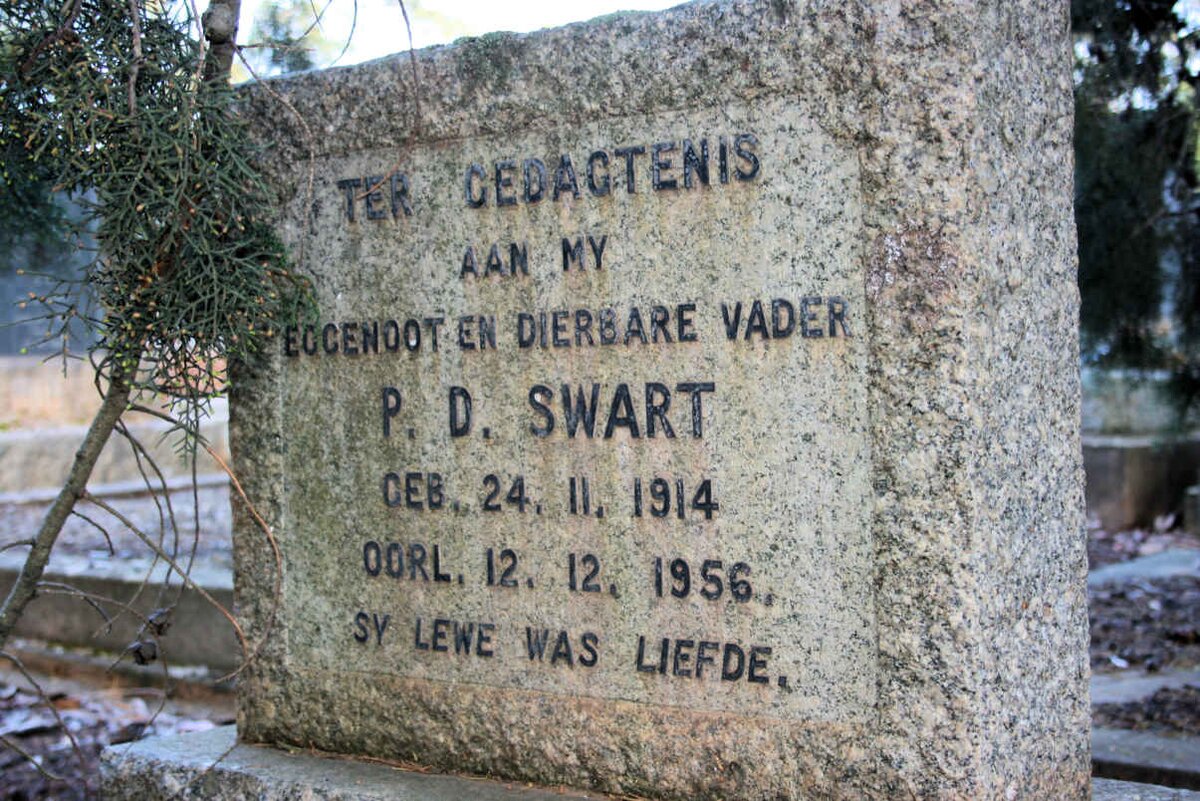 TER GEDAGTENIS
AAN MY
EGGENOOT EN DIERBARE VADER
P. D. SWART
GEB. 24. 11. 1914
OORL. 12. 12. 1956.
SY LEWE WAS LIEFDE.